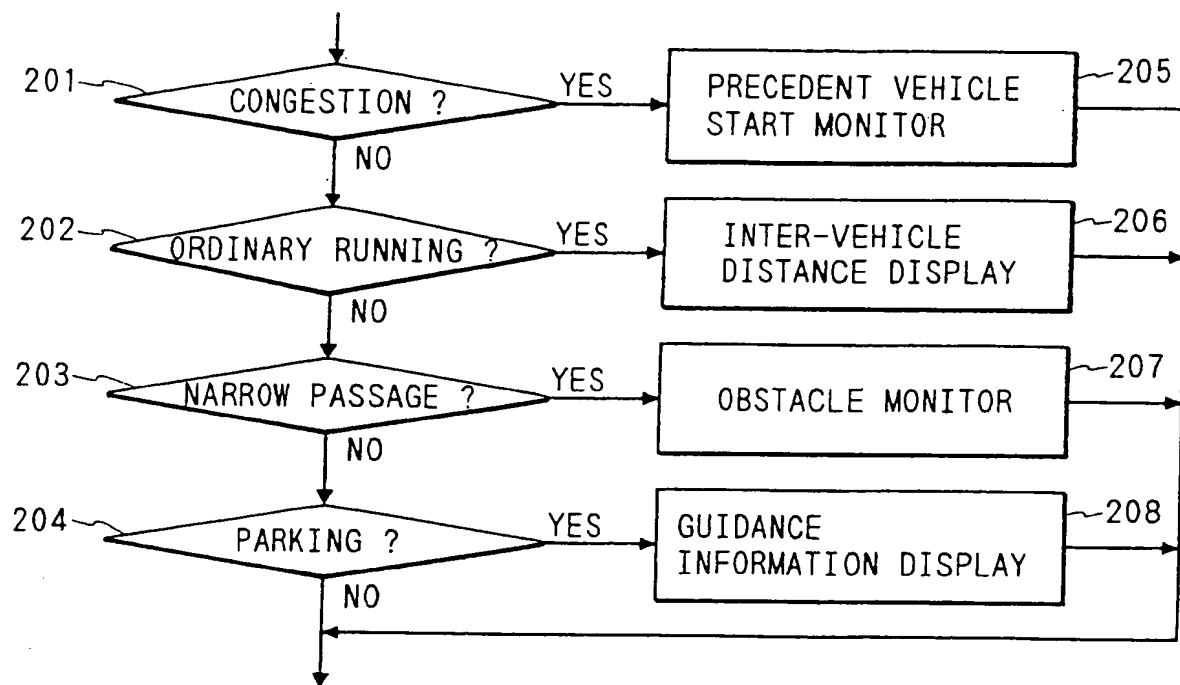 201
CONGESTION ?
YES
PRECEDENT VEHICLE
START MONITOR
205
NO
202
ORDINARY RUNNING ?
YES
INTER-VEHICLE
DISTANCE DISPLAY
206
NO
203
NARROW PASSAGE ?
YES
OBSTACLE MONITOR
207
NO
204
PARKING ?
YES
GUIDANCE
INFORMATION DISPLAY
208
NO